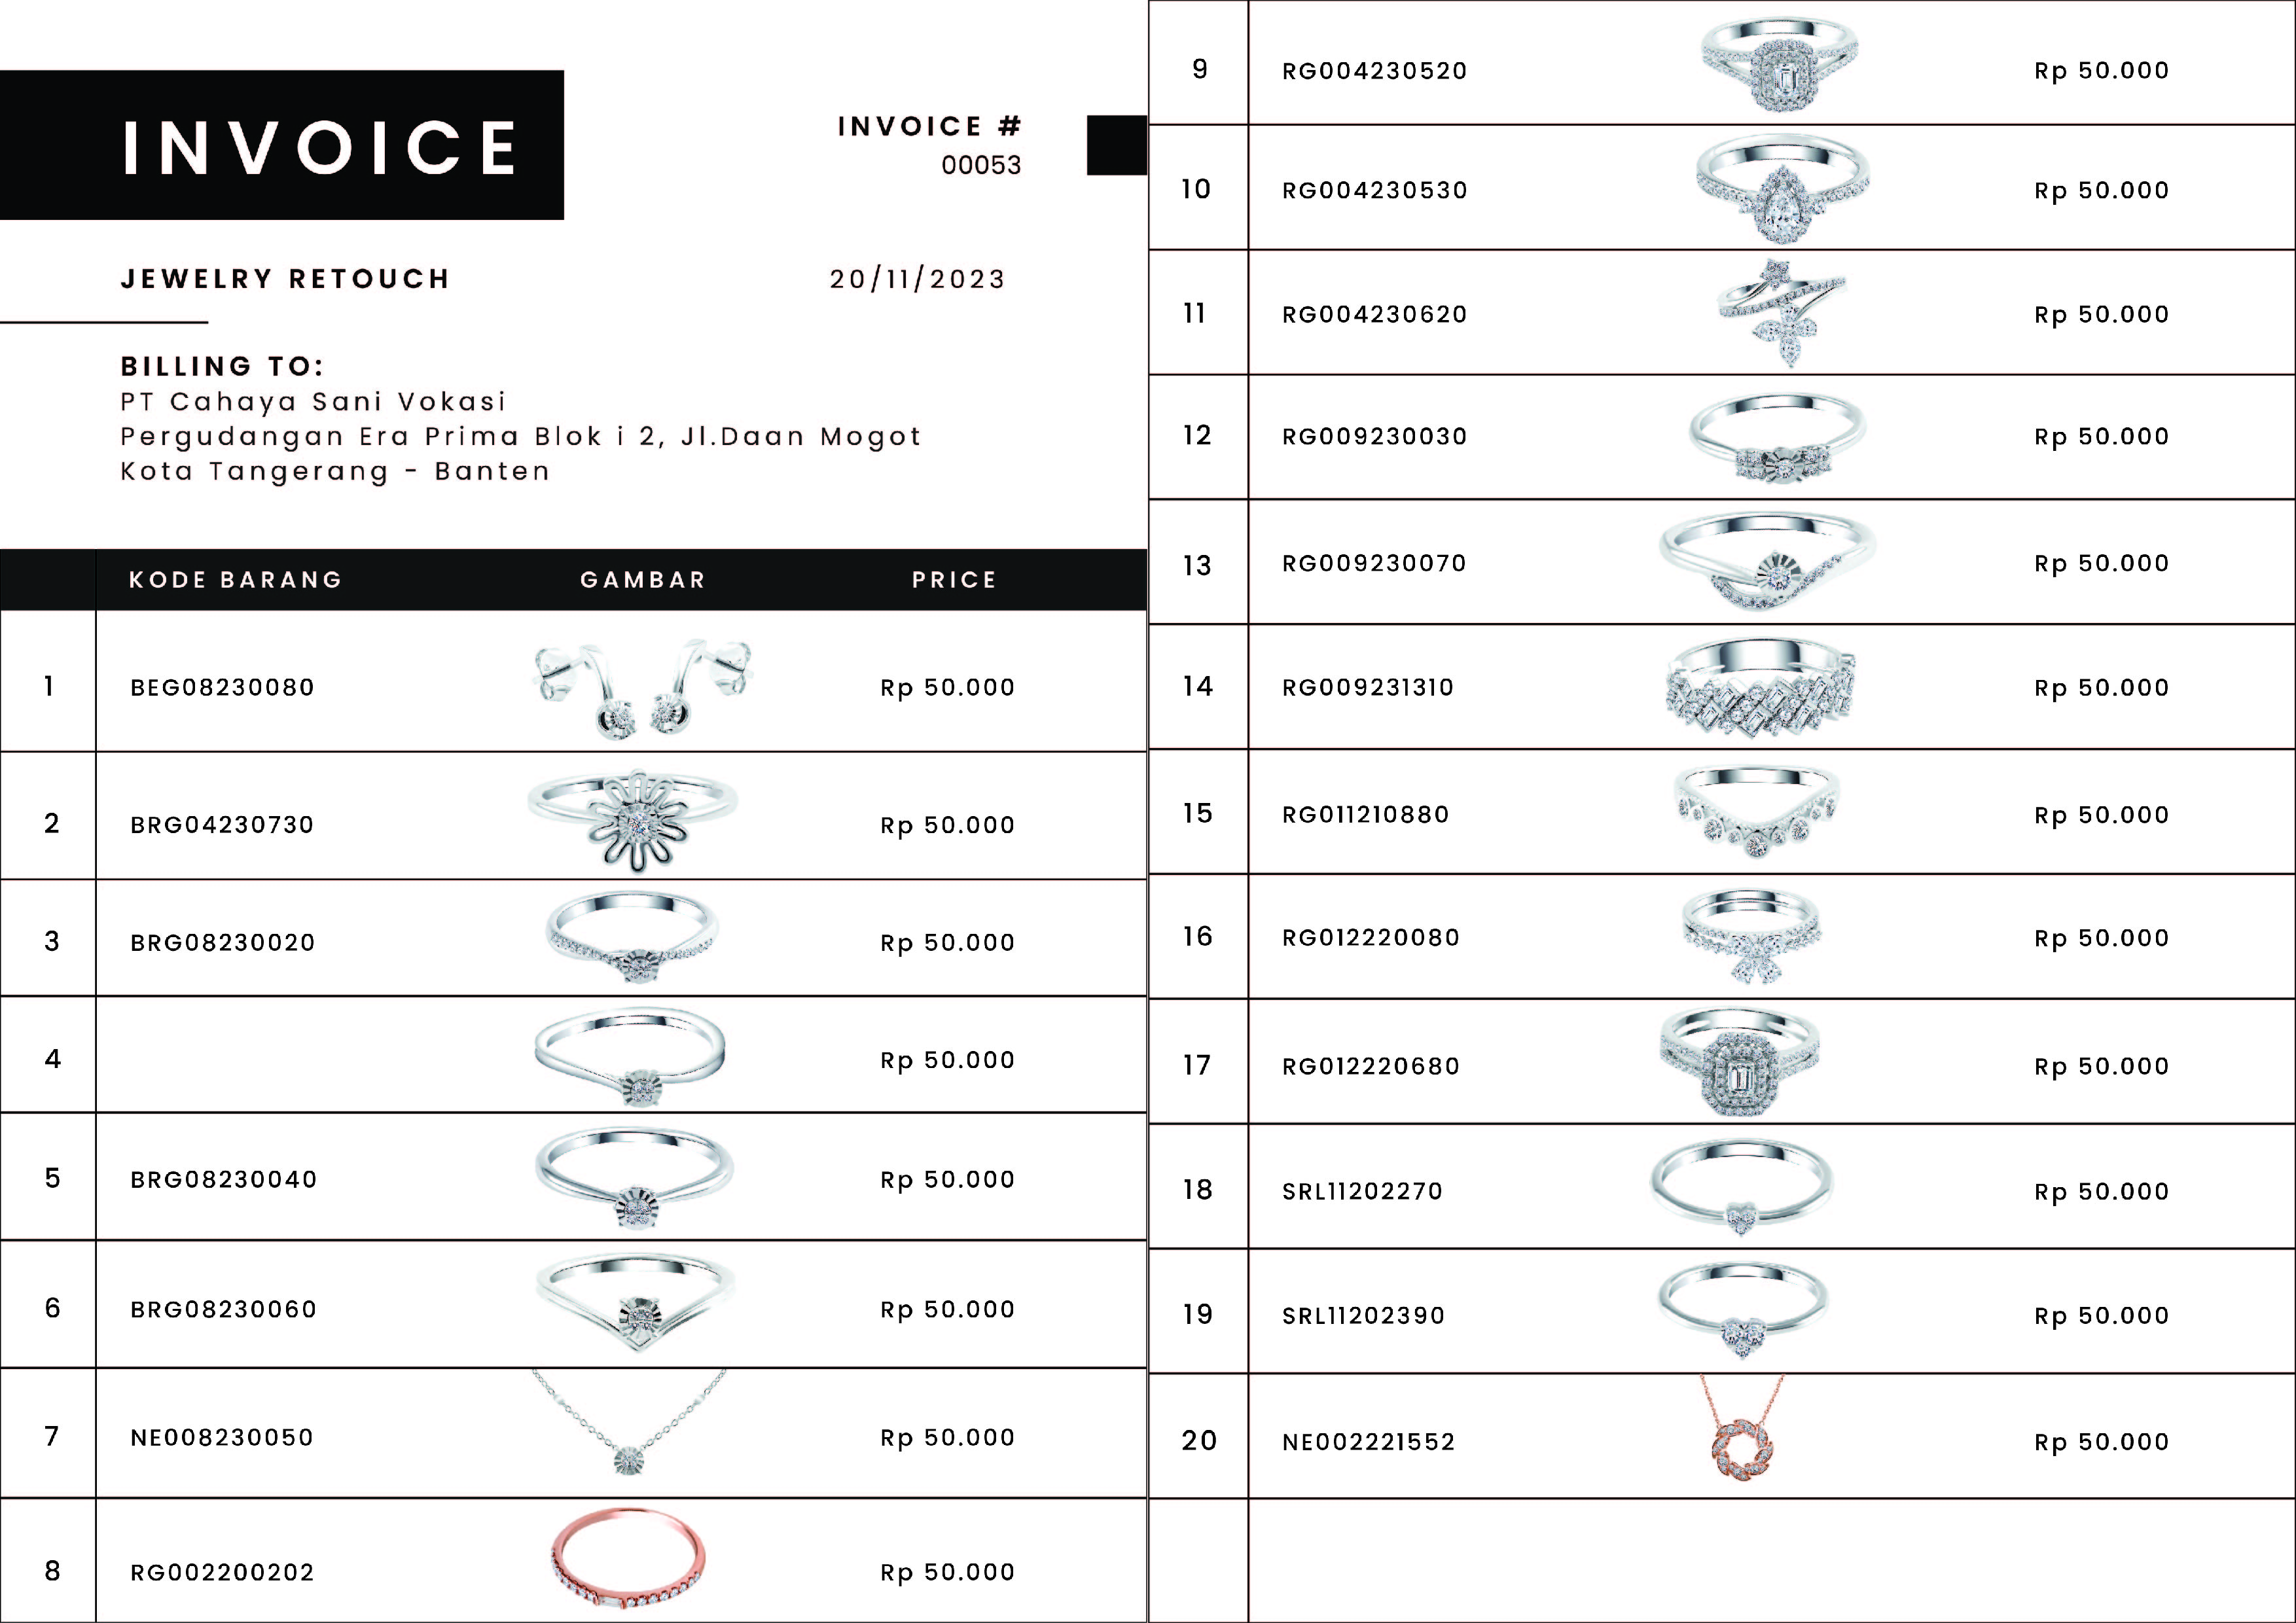 INVOICE
INVOICE #
00053
JEWELRY RETOUCH
20/11/2023
BILLING TO:
PT Cahaya Sani Vokasi
Pergudangan Era Prima Blok i 2, Jl.Daan Mogot
Kota Tangerang - Banten
KODE BARANG GAMBAR PRICE
1 BEG08230080 Rp 50.000
2 BRG04230730 Rp 50.000
3 BRG08230020 Rp 50.000
4 Rp 50.000
5 BRG08230040 Rp 50.000
6 BRG08230060 Rp 50.000
7 NE008230050 Rp 50.000
8 RG002200202 Rp 50.000
9 RG004230520 Rp 50.000
10 RG004230530 Rp 50.000
11 RG004230620 Rp 50.000
12 RG009230030 Rp 50.000
13 RG009230070 Rp 50.000
14 RG009231310 Rp 50.000
15 RG011210880 Rp 50.000
16 RG012220080 Rp 50.000
17 RG012220680 Rp 50.000
18 SRL11202270 Rp 50.000
19 SRL11202390 Rp 50.000
20 NE002221552 Rp 50.000